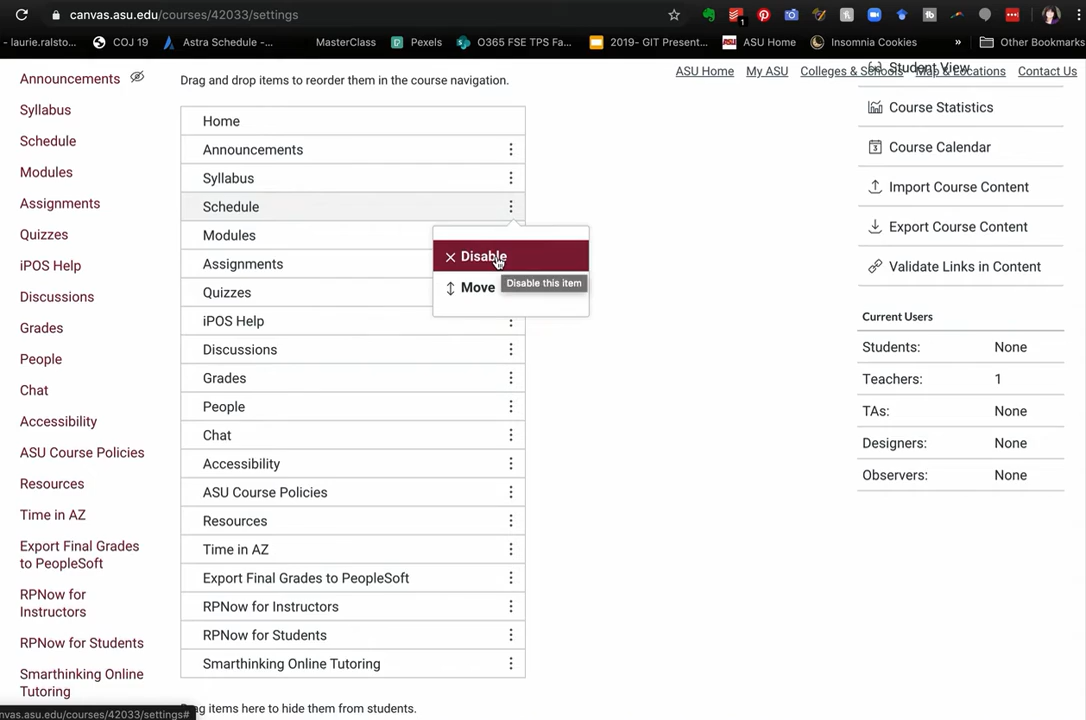 canvas.asu.edu/courses/42033/settings
1
- laurie.ralston...
COJ 19
Astra Schedule -...
MasterClass
Pexels
O365 FSE TPS Fa...
2019- GIT Present...
ASU Home
Insomnia Cookies
»
Other Bookmarks
ASU Home
My ASU
Colleges & Schools
Map & Locations
Contact Us
Announcements
Syllabus
Schedule
Modules
Assignments
Quizzes
iPOS Help
Discussions
Grades
People
Chat
Accessibility
ASU Course Policies
Resources
Time in AZ
Export Final Grades
to PeopleSoft
RPNow for
Instructors
RPNow for Students
Smarthinking Online
Tutoring
Drag and drop items to reorder them in the course navigation.
Home
Announcements
Syllabus
Schedule
Modules
Assignments
Quizzes
iPOS Help
Discussions
Grades
People
Chat
Accessibility
ASU Course Policies
Resources
Time in AZ
Export Final Grades to PeopleSoft
RPNow for Instructors
RPNow for Students
Smarthinking Online Tutoring
Disable
Disable this item
Move
items here to hide them from students.
Student View
Course Statistics
Course Calendar
Import Course Content
Export Course Content
Validate Links in Content
Current Users
Students: None
Teachers: 1
TAs: None
Designers: None
Observers: None
nvas.asu.edu/courses/42033/settings#